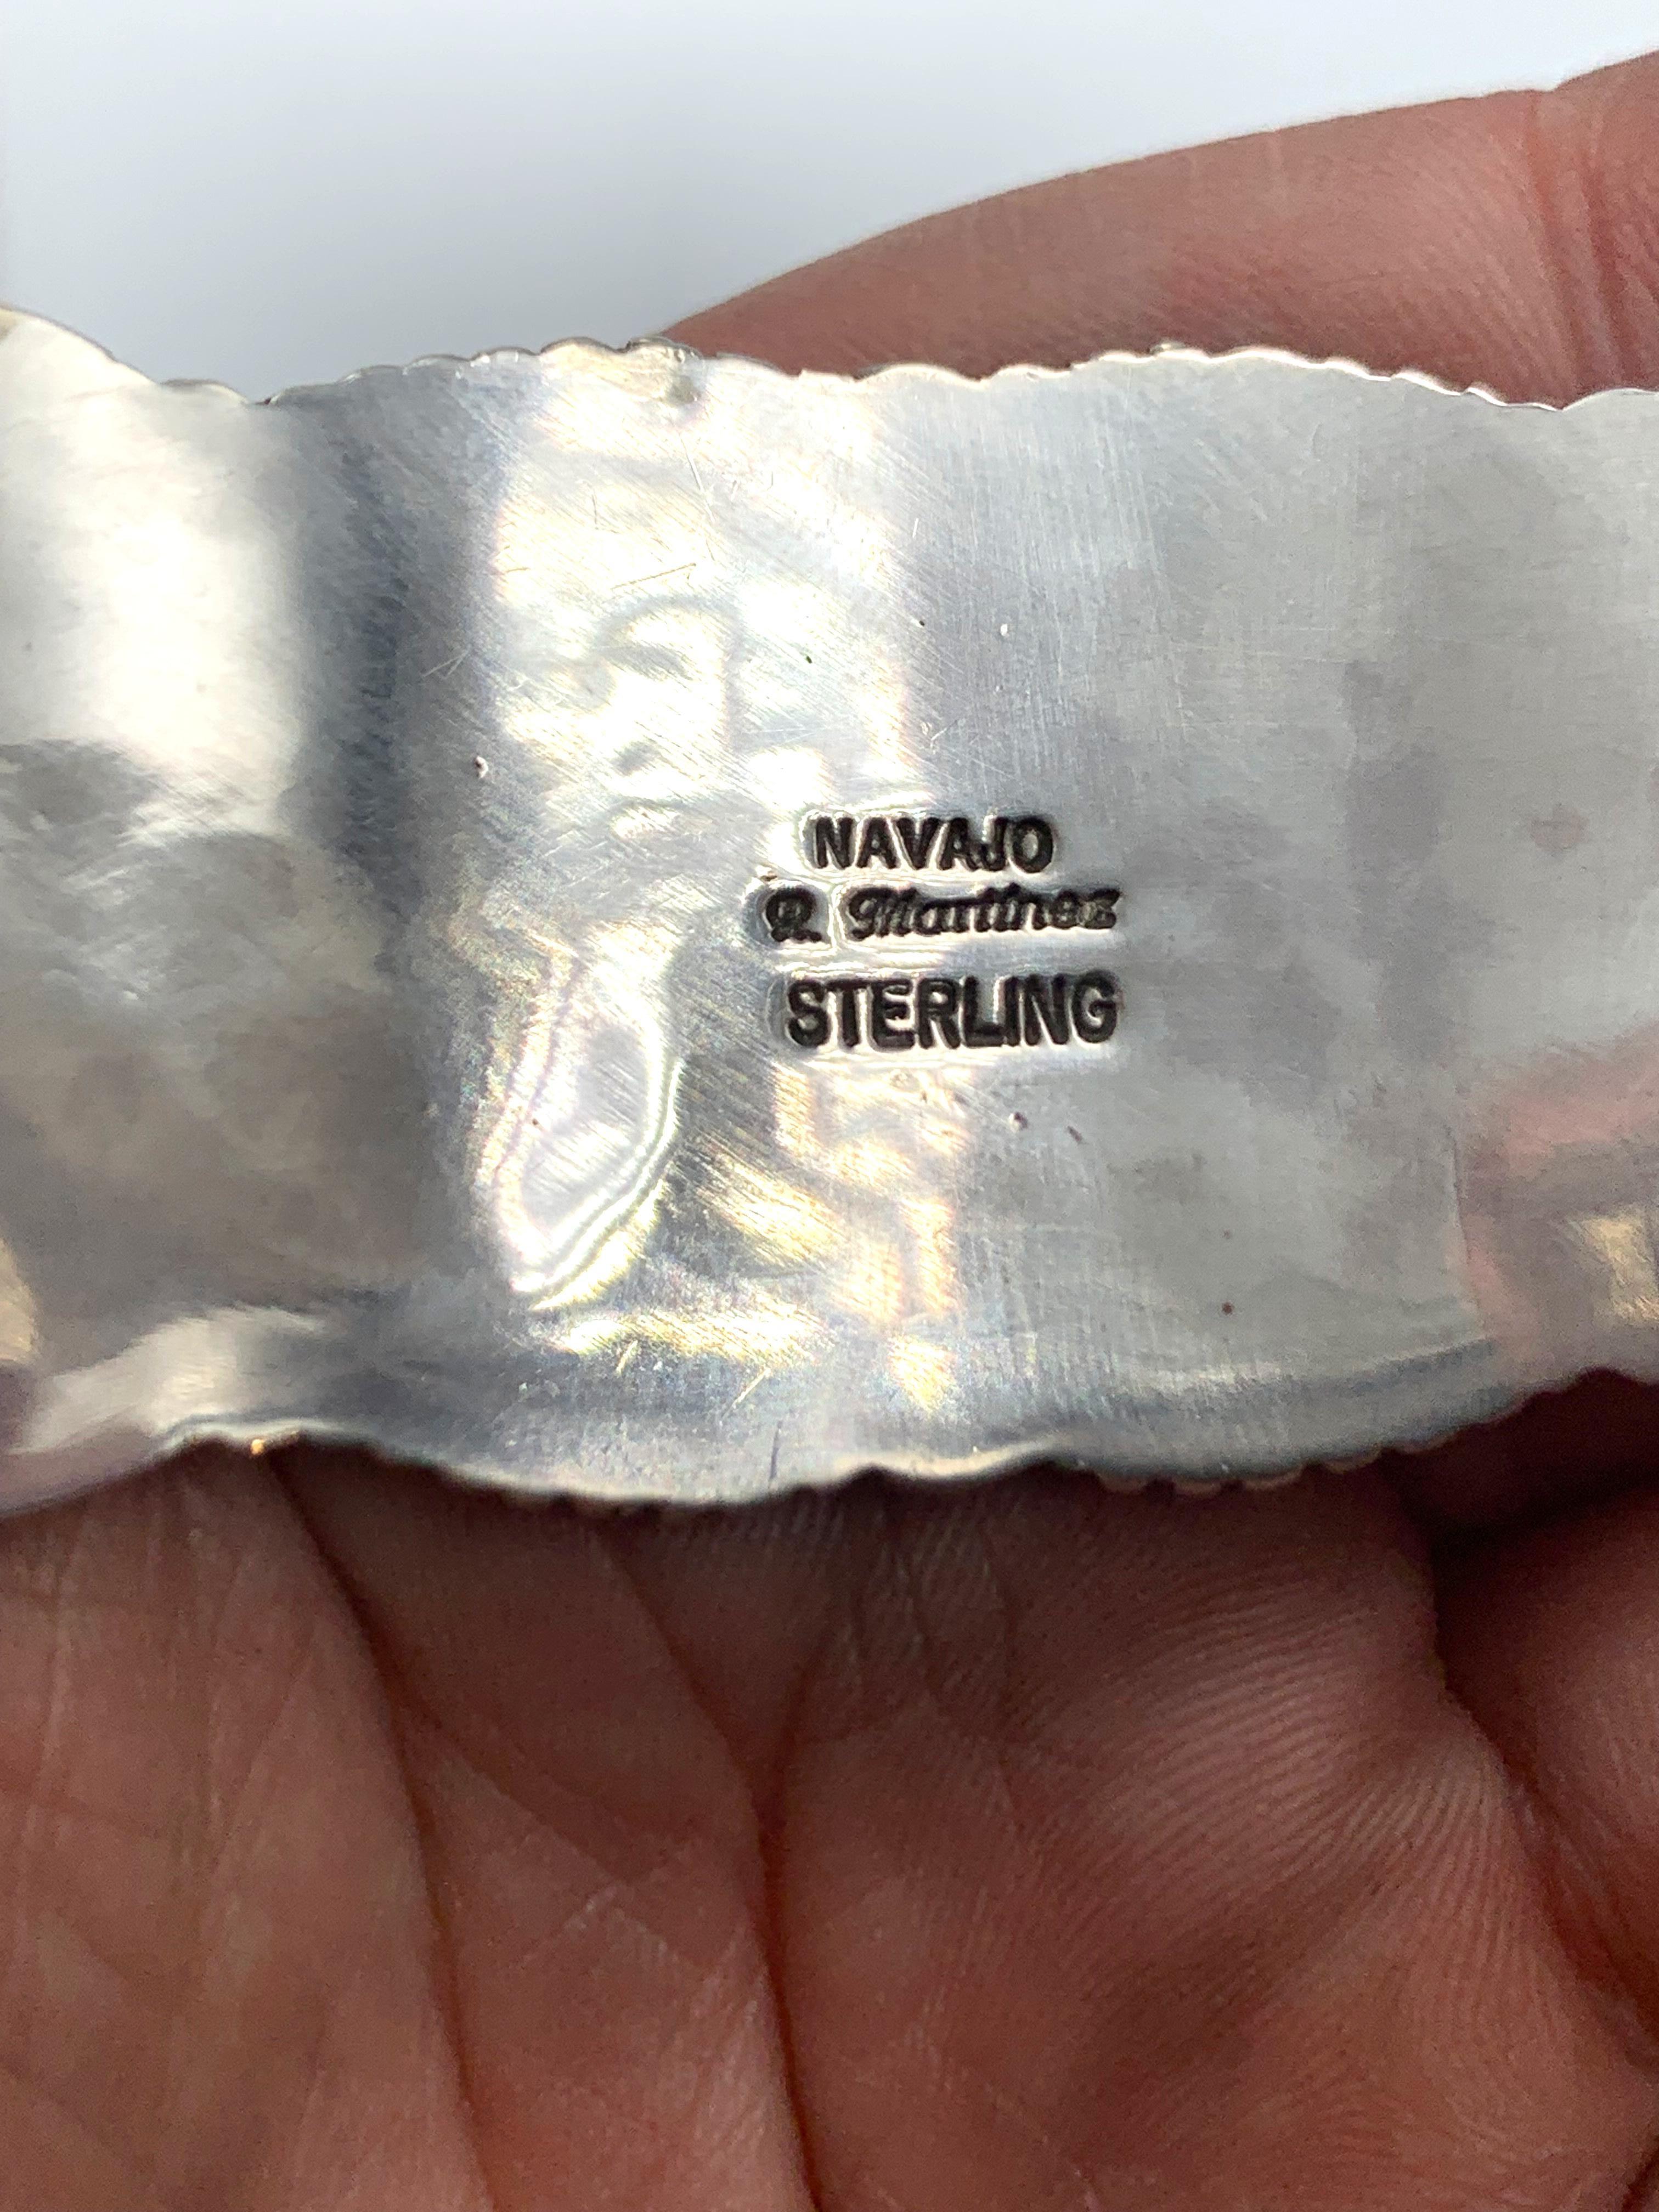 NAVAJO
R. Martinez
STERLING